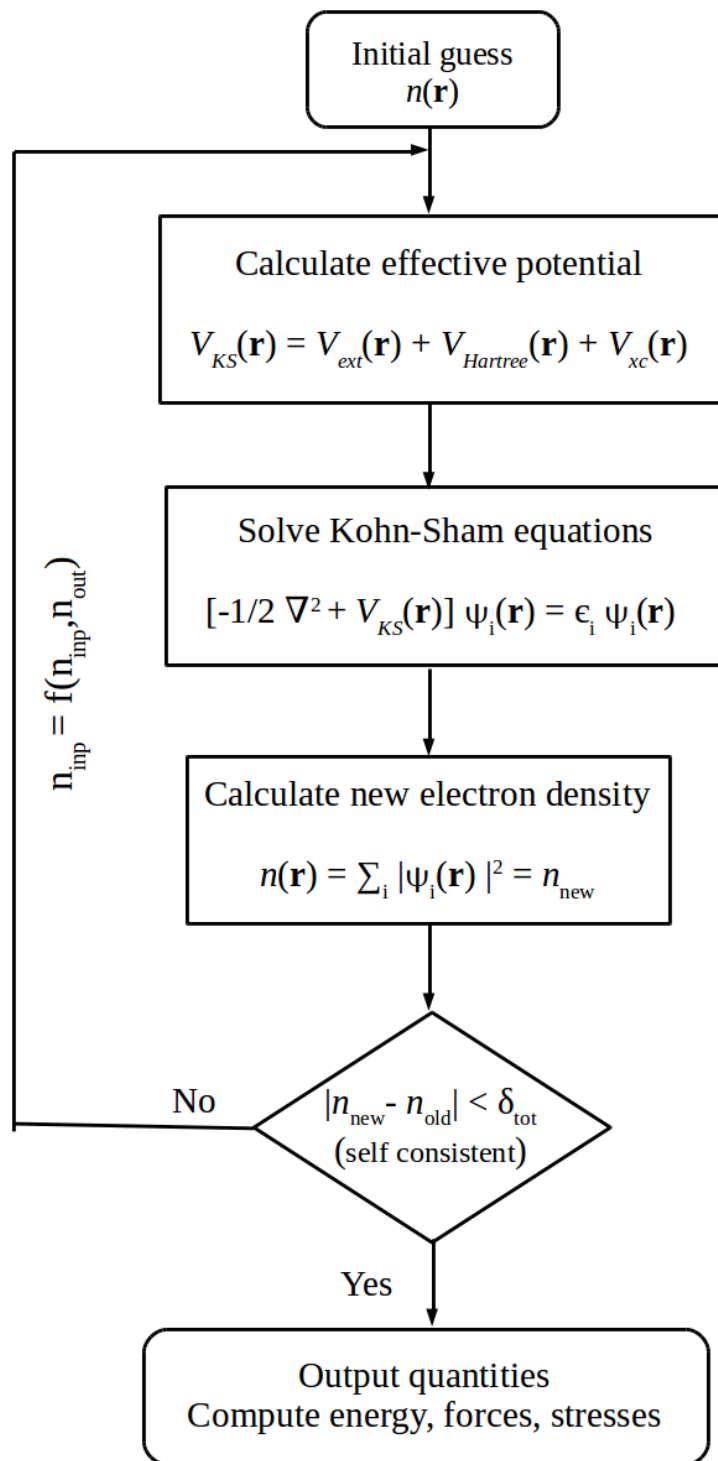 Initial guess
n(r)
Calculate effective potential
V_KS(r) = V_ext(r) + V_Hartree(r) + V_xc(r)
Solve Kohn-Sham equations
[-1/2 ∇² + V_KS(r)] ψ_i(r) = ϵ_i ψ_i(r)
n_inp = f(n_inp,n_out)
Calculate new electron density
n(r) = ∑_i |ψ_i(r) |² = n_new
No
|n_new - n_old| < δ_tot
(self consistent)
Yes
Output quantities
Compute energy, forces, stresses